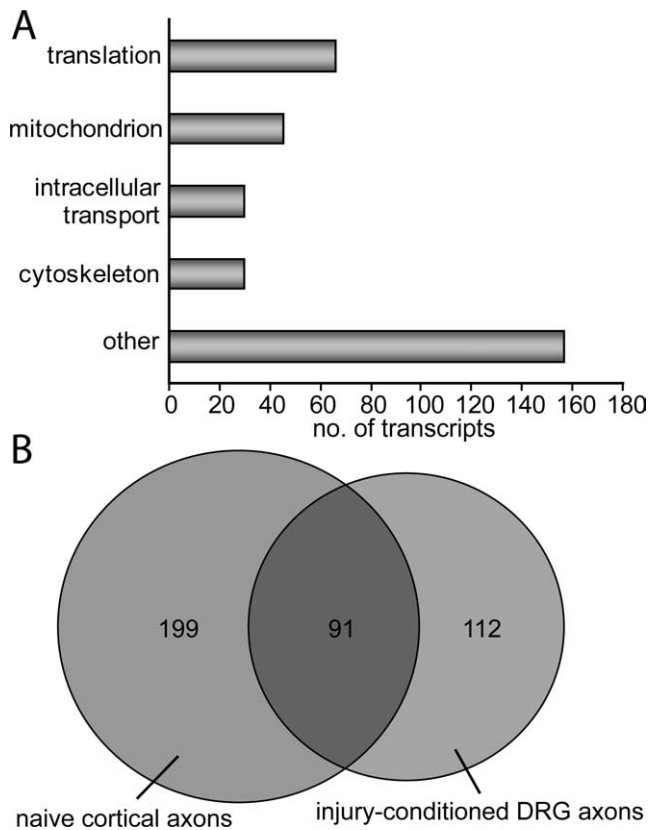 A
translation
mitochondrion
intracellular
transport
cytoskeleton
other
0 20 40 60 80 100 120 140 160 180
no. of transcripts
B
199 91 112
naive cortical axons
injury-conditioned DRG axons